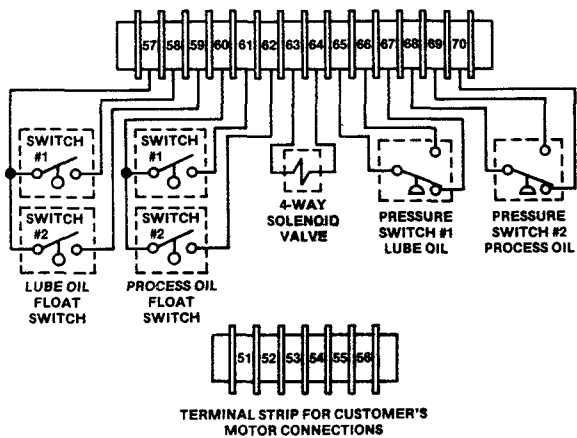 57 58 59 60 61 62 63 64 65 66 67 68 69 70
SWITCH
#1
SWITCH
#2
LUBE OIL
FLOAT
SWITCH
SWITCH
#1
SWITCH
#2
PROCESS OIL
FLOAT
SWITCH
4-WAY
SOLENOID
VALVE
PRESSURE
SWITCH #1
LUBE OIL
PRESSURE
SWITCH #2
PROCESS OIL
51 52 53 54 55 56
TERMINAL STRIP FOR CUSTOMER'S
MOTOR CONNECTIONS